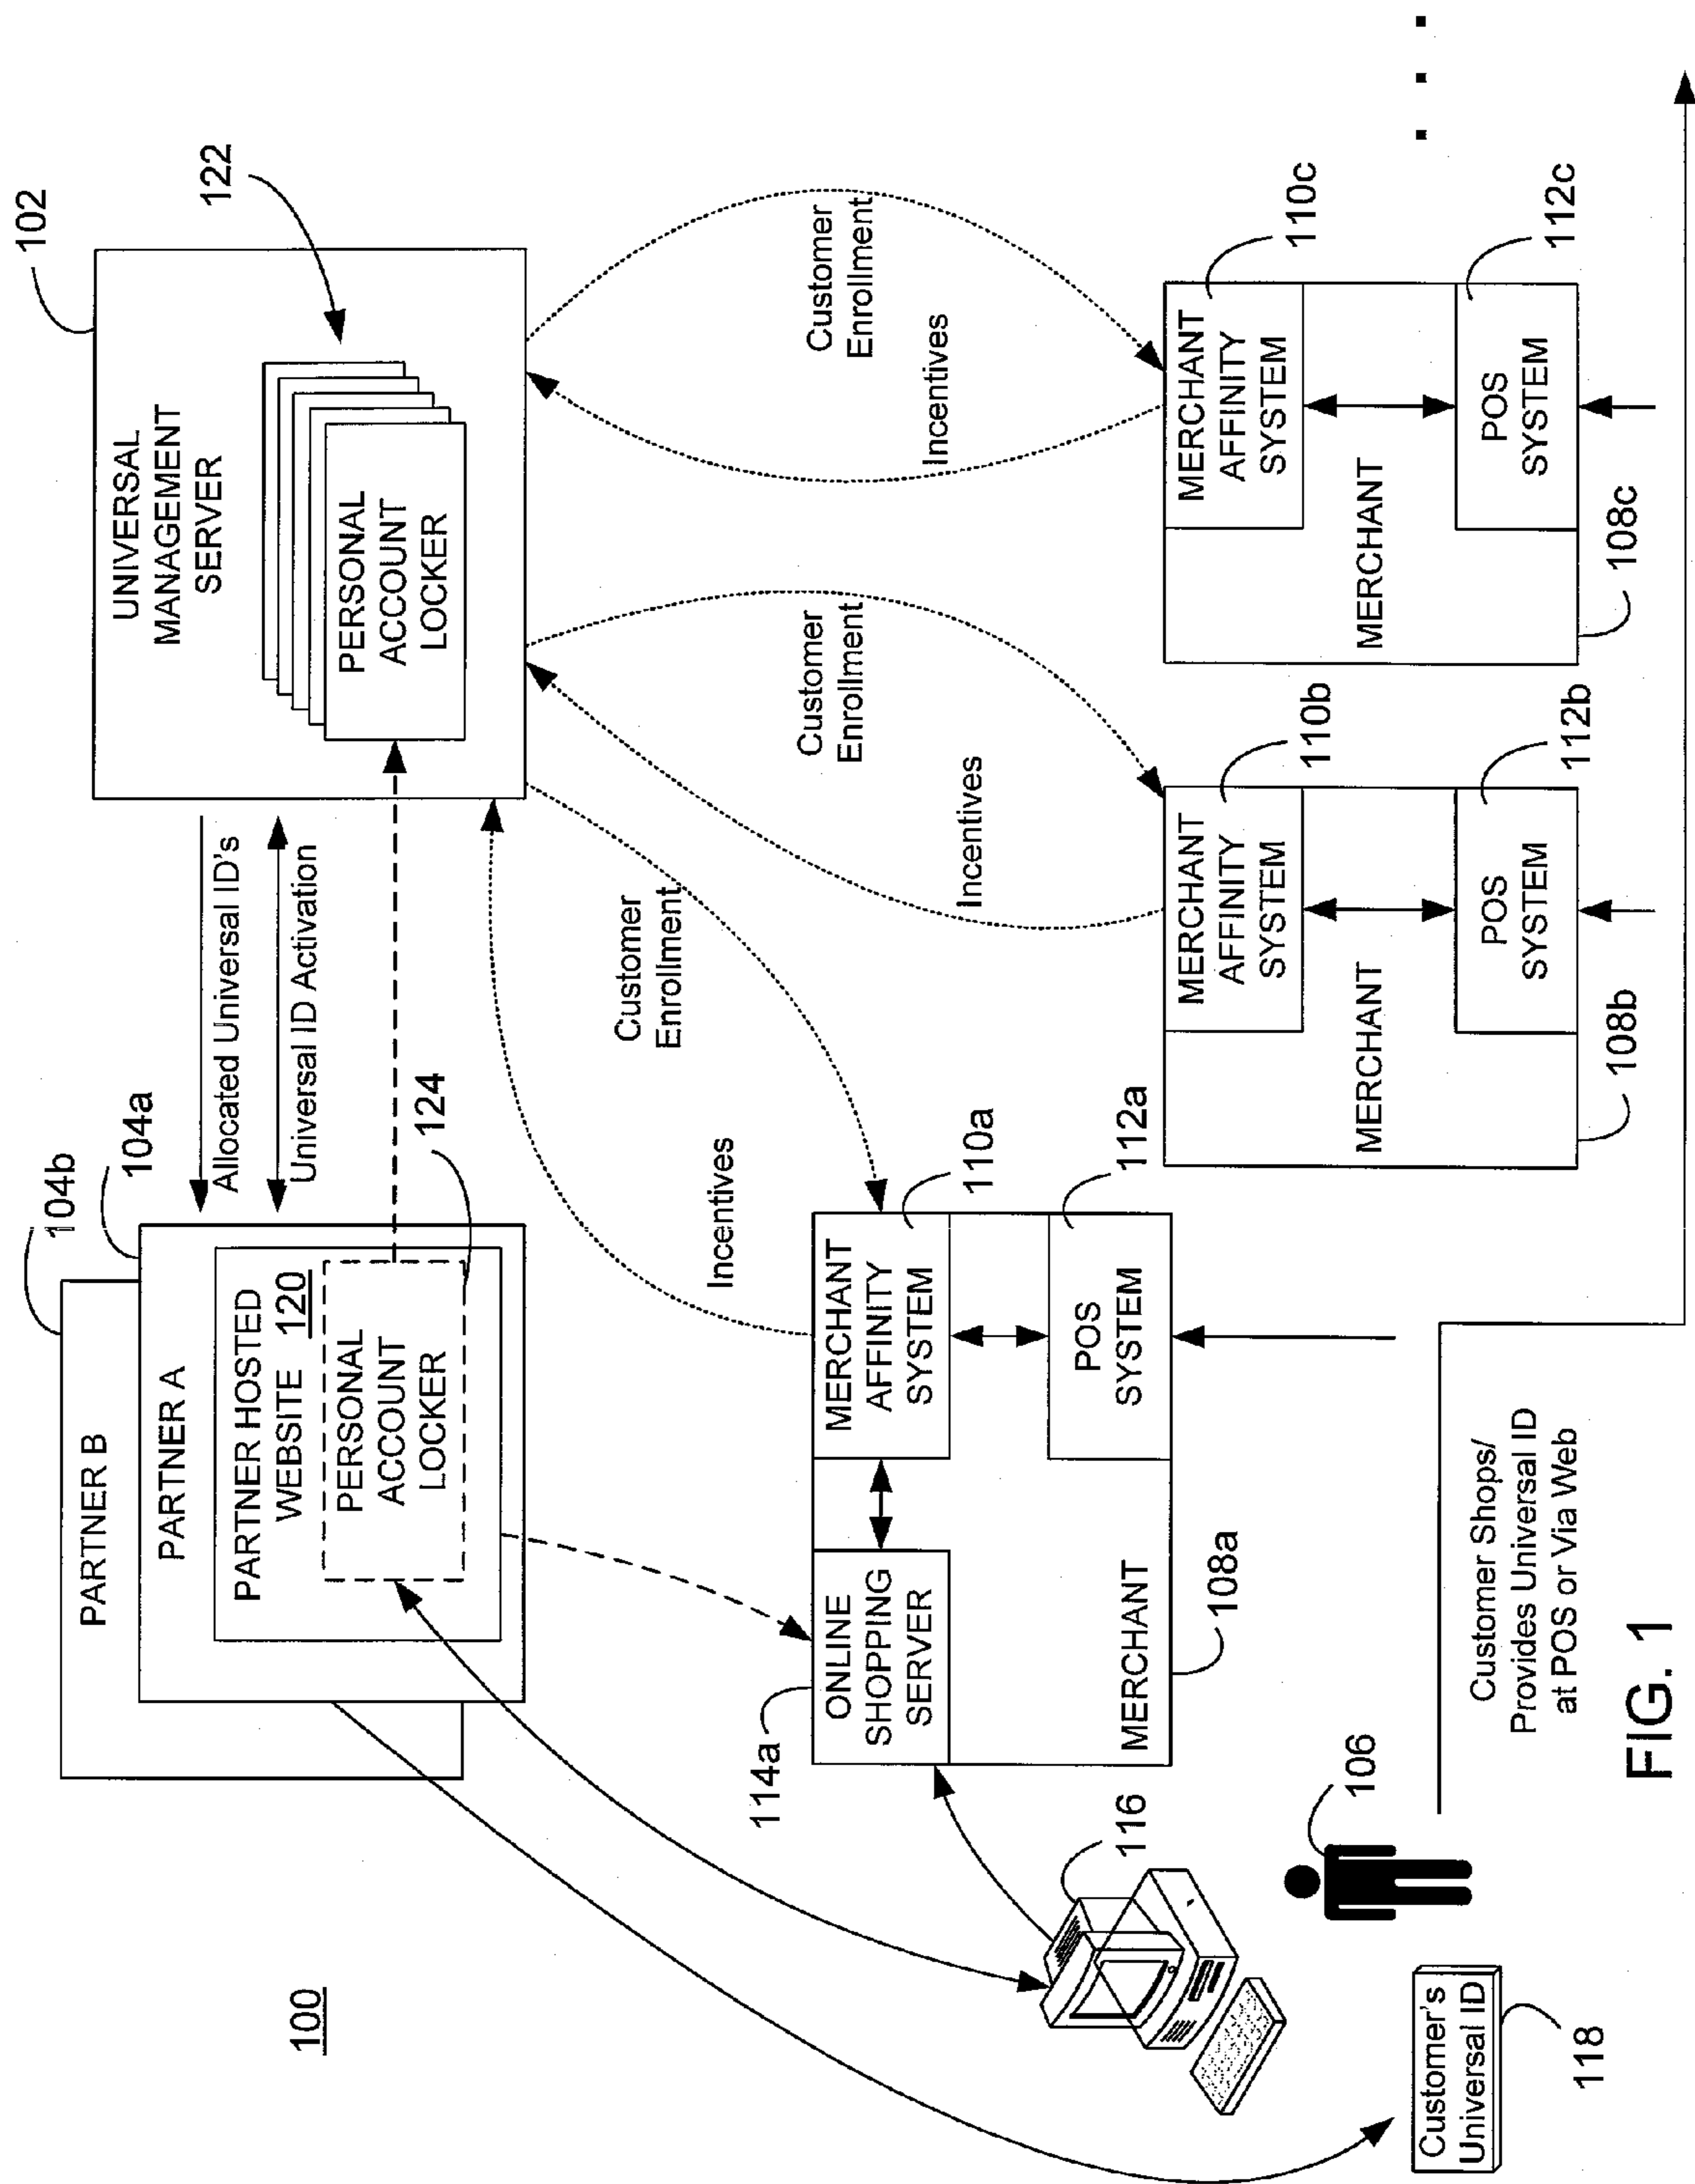 100
PARTNER B
104b
PARTNER A
104a
PARTNER HOSTED
WEBSITE 120
PERSONAL
ACCOUNT
LOCKER
124
Allocated Universal ID's
Universal ID Activation
UNIVERSAL
MANAGEMENT
SERVER
102
PERSONAL
ACCOUNT
LOCKER
122
Incentives
Customer
Enrollment
Incentives
Customer
Enrollment
Incentives
Customer
Enrollment
114a
ONLINE
SHOPPING
SERVER
MERCHANT
AFFINITY
SYSTEM
110a
POS
SYSTEM
112a
MERCHANT
108a
MERCHANT
AFFINITY
SYSTEM
110b
MERCHANT
POS
SYSTEM
112b
108b
MERCHANT
AFFINITY
SYSTEM
110c
MERCHANT
POS
SYSTEM
112c
108c
116
106
Customer's
Universal ID
118
Customer Shops/
Provides Universal ID
at POS or Via Web
FIG. 1